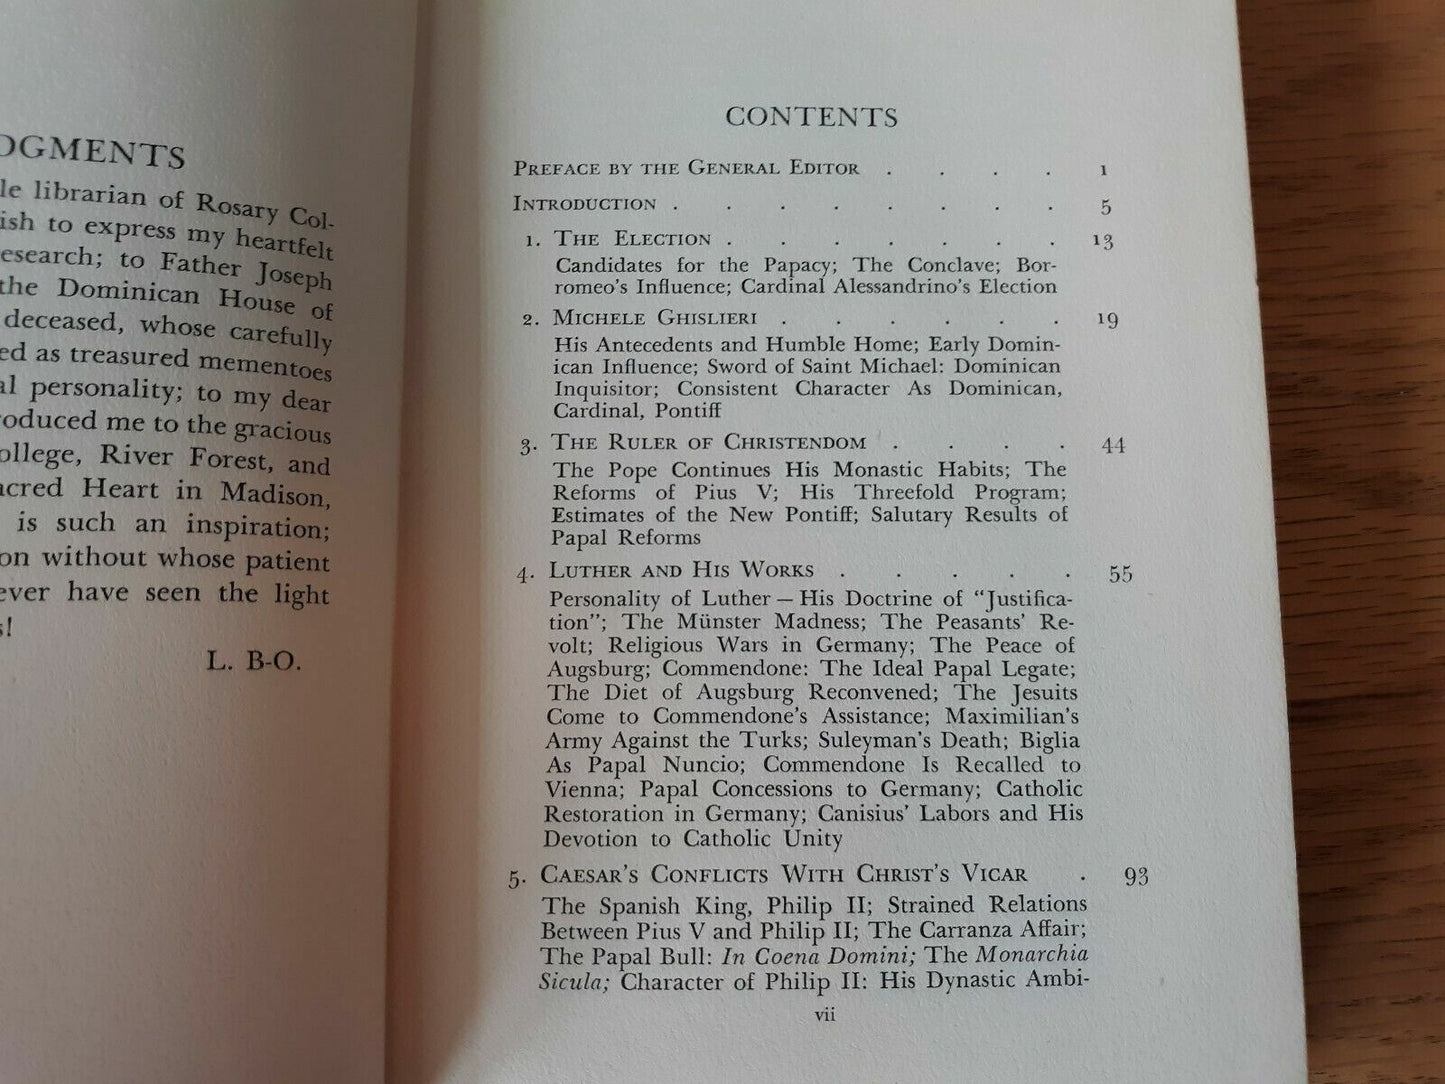 OGMENTS
le librarian of Rosary Col-
ish to express my heartfelt
esearch; to Father Joseph
the Dominican House of
deceased, whose carefully
ed as treasured mementoes
al personality; to my dear
roduced me to the gracious
ollege, River Forest, and
acred Heart in Madison,
is such an inspiration;
on without whose patient
ever have seen the light
s!
L. B-O.
CONTENTS
PREFACE BY THE GENERAL EDITOR . . . . 1
INTRODUCTION . . . . . . . . 5
1. THE ELECTION . . . . . . . 13
Candidates for the Papacy; The Conclave; Bor-
romeo's Influence; Cardinal Alessandrino's Election
2. MICHELE GHISLIERI . . . . . . 19
His Antecedents and Humble Home; Early Domin-
ican Influence; Sword of Saint Michael: Dominican
Inquisitor; Consistent Character As Dominican,
Cardinal, Pontiff
3. THE RULER OF CHRISTENDOM . . . . 44
The Pope Continues His Monastic Habits; The
Reforms of Pius V; His Threefold Program;
Estimates of the New Pontiff; Salutary Results of
Papal Reforms
4. LUTHER AND HIS WORKS . . . . . 55
Personality of Luther — His Doctrine of "Justifica-
tion"; The Münster Madness; The Peasants' Re-
volt; Religious Wars in Germany; The Peace of
Augsburg; Commendone: The Ideal Papal Legate;
The Diet of Augsburg Reconvened; The Jesuits
Come to Commendone's Assistance; Maximilian's
Army Against the Turks; Suleyman's Death; Biglia
As Papal Nuncio; Commendone Is Recalled to
Vienna; Papal Concessions to Germany; Catholic
Restoration in Germany; Canisius' Labors and His
Devotion to Catholic Unity
5. CAESAR'S CONFLICTS WITH CHRIST'S VICAR . 93
The Spanish King, Philip II; Strained Relations
Between Pius V and Philip II; The Carranza Affair;
The Papal Bull: In Coena Domini; The Monarchia
Sicula; Character of Philip II: His Dynastic Ambi-
vii